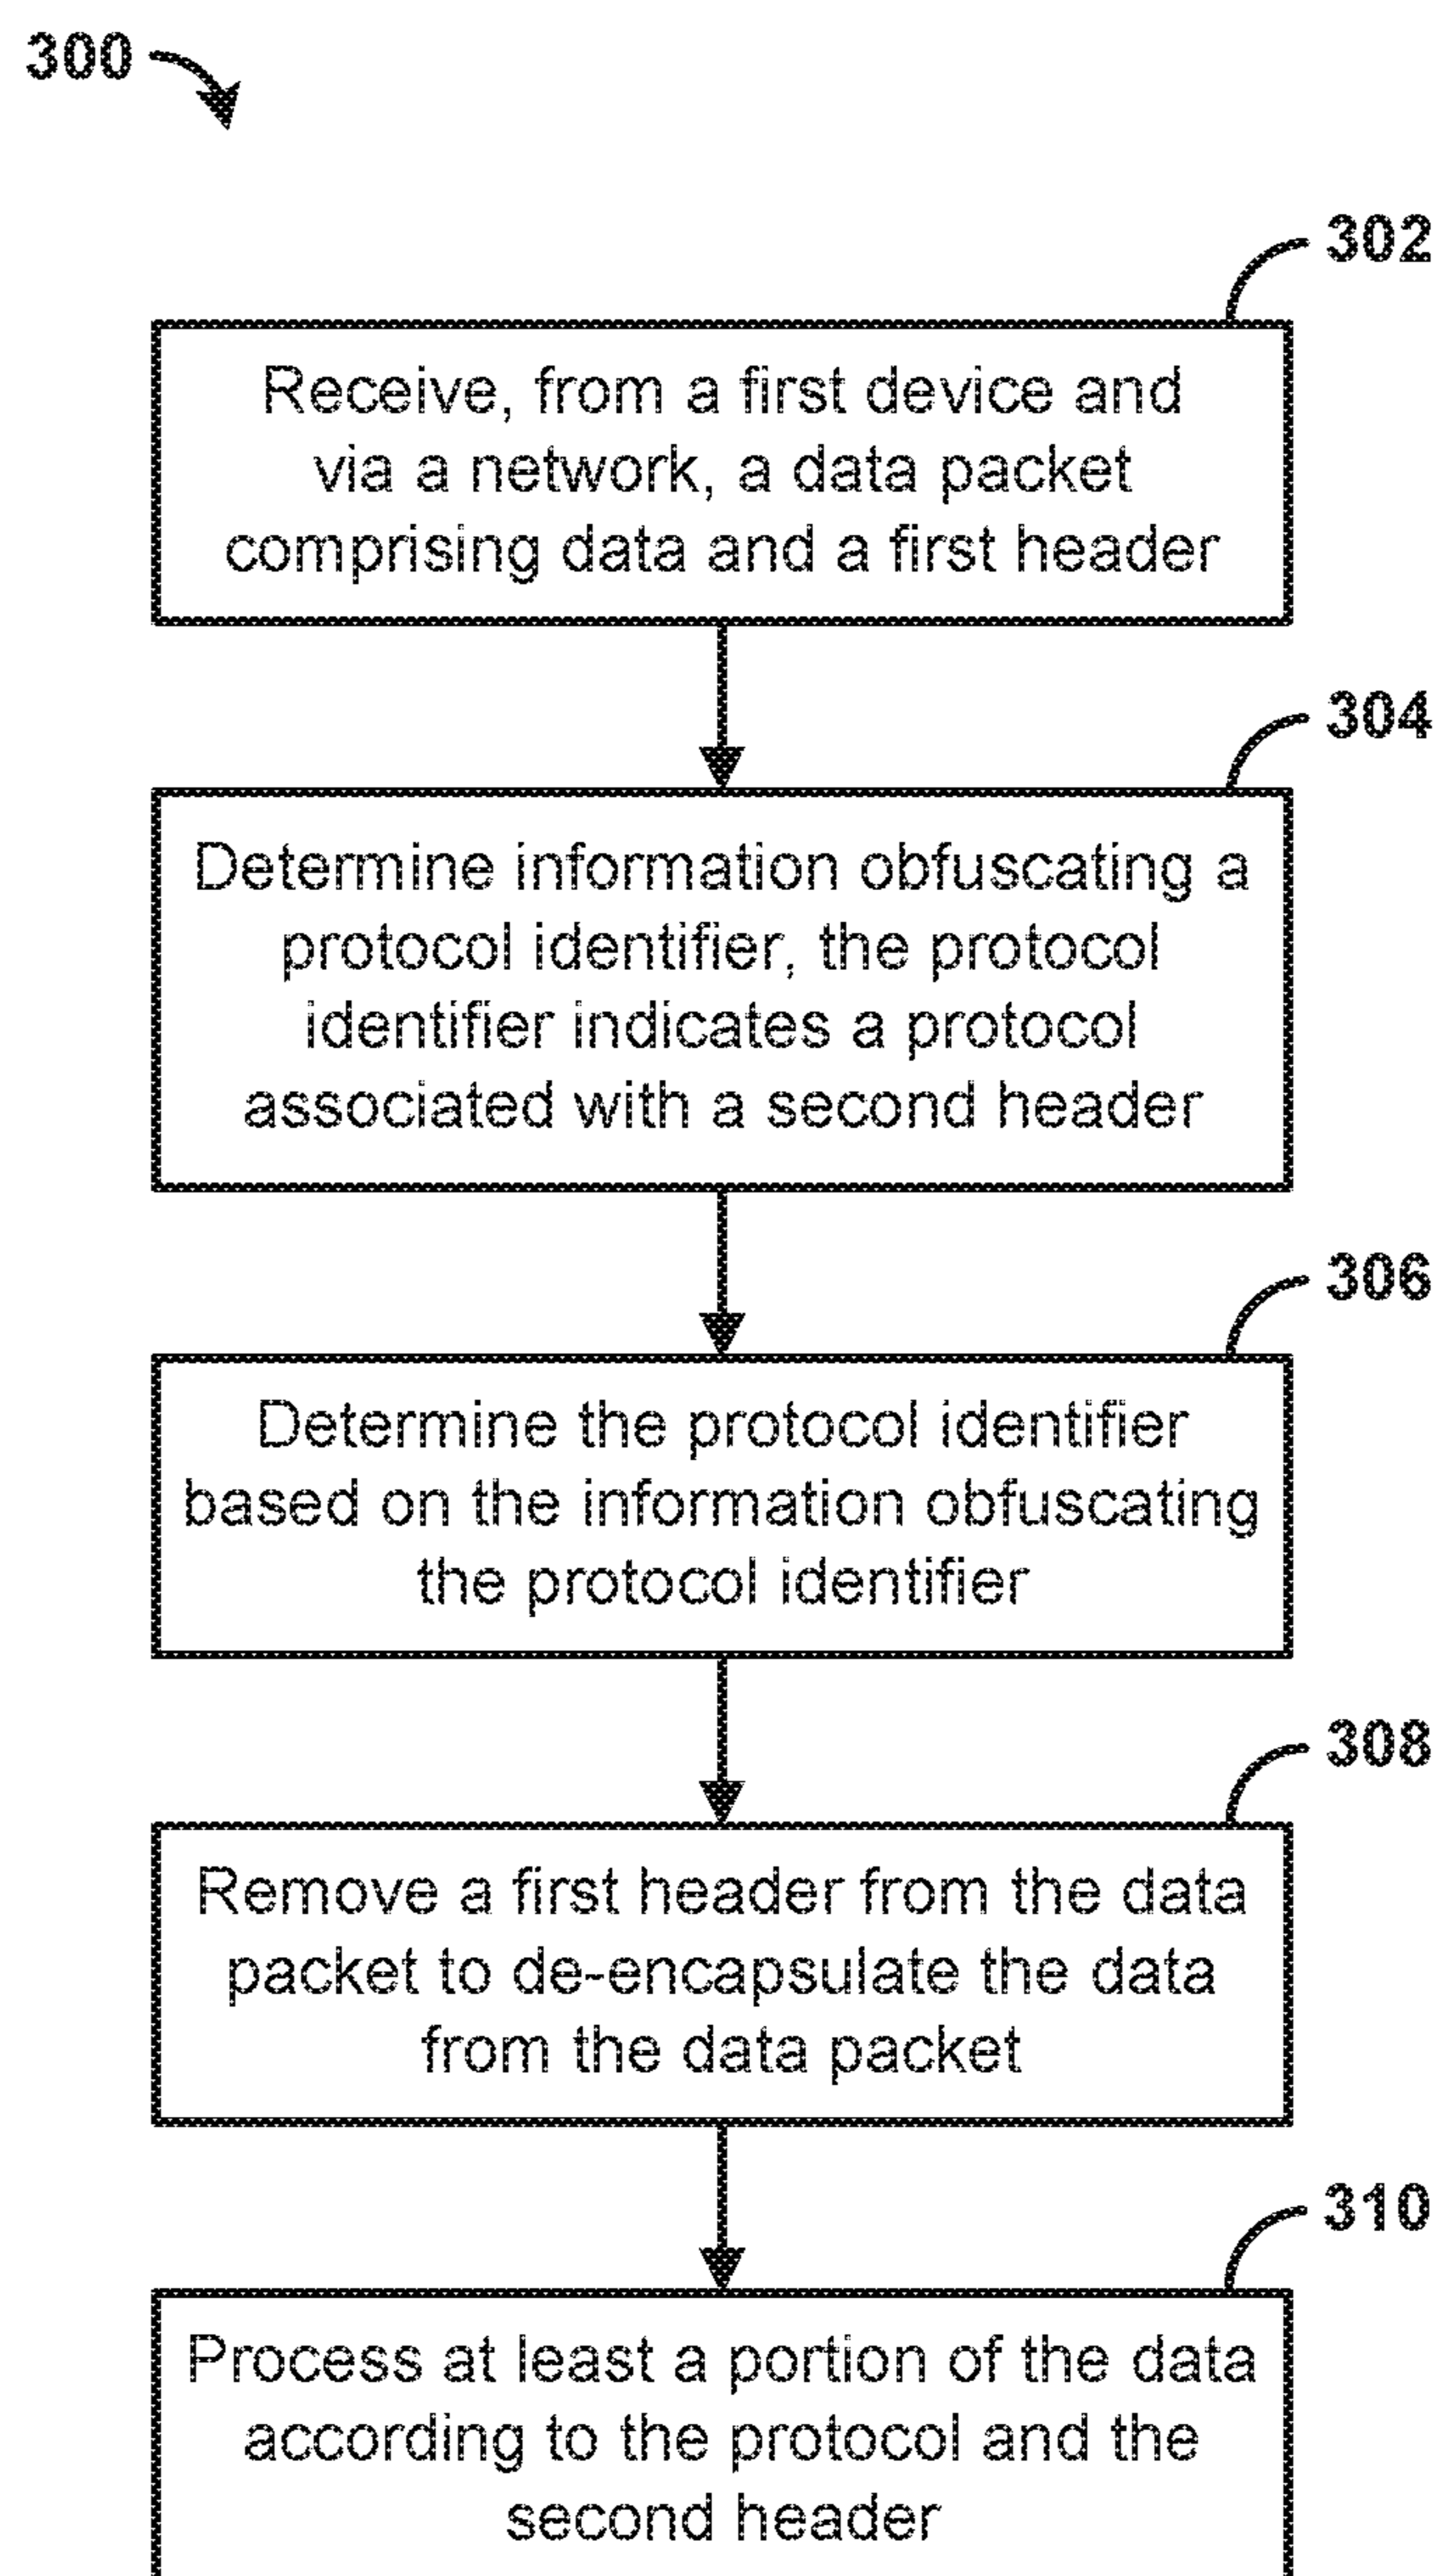 300
302
Receive, from a first device and
via a network, a data packet
comprising data and a first header
304
Determine information obfuscating a
protocol identifier, the protocol
identifier indicates a protocol
associated with a second header
306
Determine the protocol identifier
based on the information obfuscating
the protocol identifier
308
Remove a first header from the data
packet to de-encapsulate the data
from the data packet
310
Process at least a portion of the data
according to the protocol and the
second header